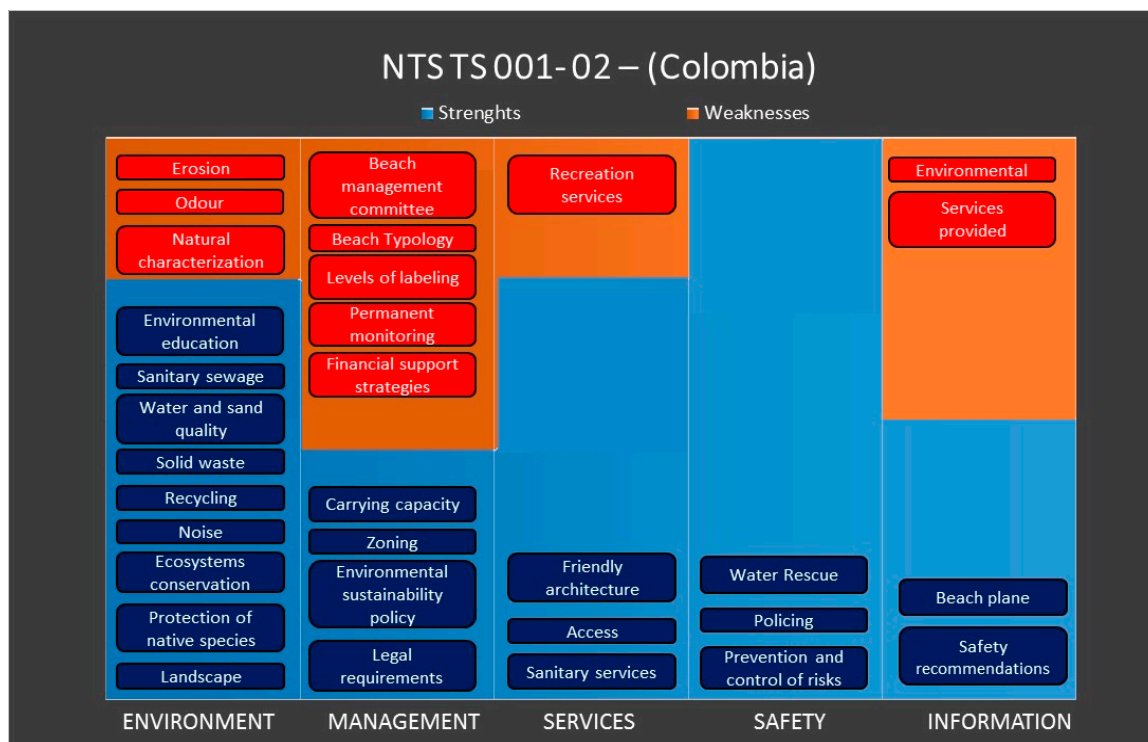 NTS TS 001-02 – (Colombia)
Strenghts
Weaknesses
Erosion
Odour
Natural
characterization
Environmental
education
Sanitary sewage
Water and sand
quality
Solid waste
Recycling
Noise
Ecosystems
conservation
Protection of
native species
Landscape
ENVIRONMENT
Beach
management
committee
Beach Typology
Levels of labeling
Permanent
monitoring
Financial support
strategies
Carrying capacity
Zoning
Environmental
sustainability
policy
Legal
requirements
MANAGEMENT
Recreation
services
Friendly
architecture
Access
Sanitary services
SERVICES
Water Rescue
Policing
Prevention and
control of risks
SAFETY
Environmental
Services
provided
Beach plane
Safety
recommendations
INFORMATION